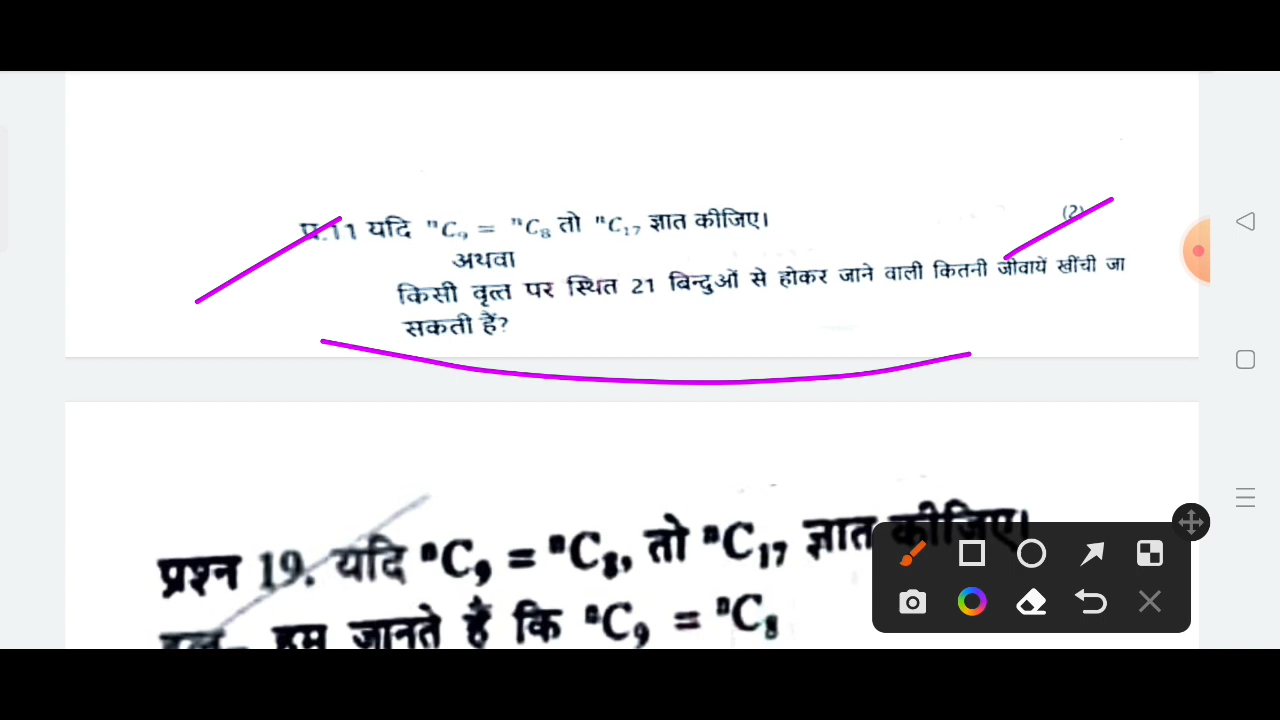 प्र.11 यदि ⁿC₉ = ⁿC₈ तो ⁿC₁₇ ज्ञात कीजिए। (2)
अथवा
किसी वृत्त पर स्थित 21 बिन्दुओं से होकर जाने वाली कितनी जीवायें खींची जा
सकती हैं?
प्रश्न 19. यदि ⁿC₉ = ⁿC₈, तो ⁿC₁₇ ज्ञात कीजिए।
हल– हम जानते हैं कि ⁿC₉ = ⁿC₈